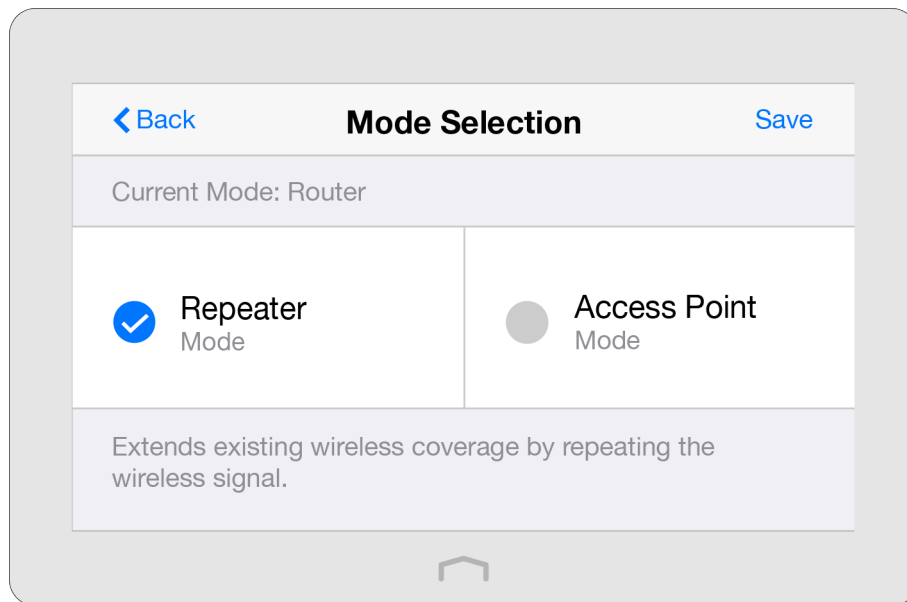 Back
Mode Selection
Save
Current Mode: Router
Repeater
Mode
Access Point
Mode
Extends existing wireless coverage by repeating the
wireless signal.